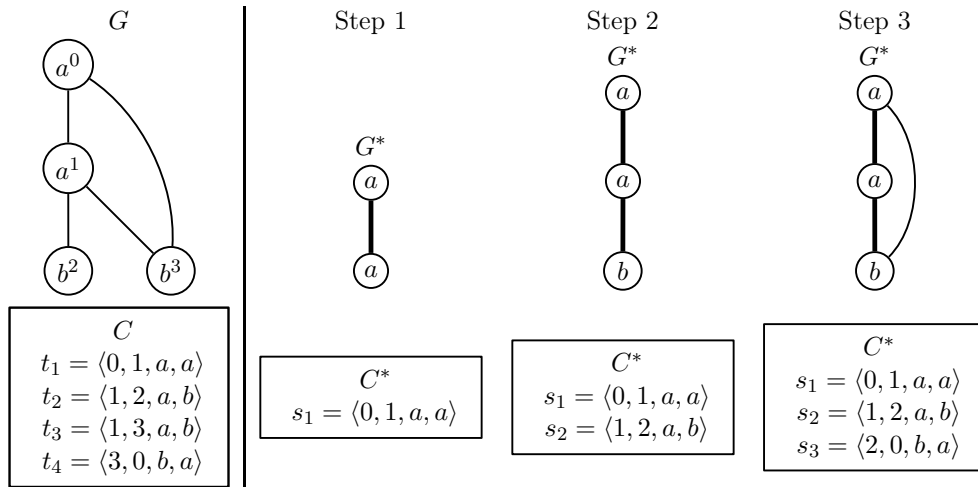 G
a^0
a^1
b^2 b^3
C
t_1 = ⟨0, 1, a, a⟩
t_2 = ⟨1, 2, a, b⟩
t_3 = ⟨1, 3, a, b⟩
t_4 = ⟨3, 0, b, a⟩
Step 1
G*
a
a
C*
s_1 = ⟨0, 1, a, a⟩
Step 2
G*
a
a
b
C*
s_1 = ⟨0, 1, a, a⟩
s_2 = ⟨1, 2, a, b⟩
Step 3
G*
a
a
b
C*
s_1 = ⟨0, 1, a, a⟩
s_2 = ⟨1, 2, a, b⟩
s_3 = ⟨2, 0, b, a⟩